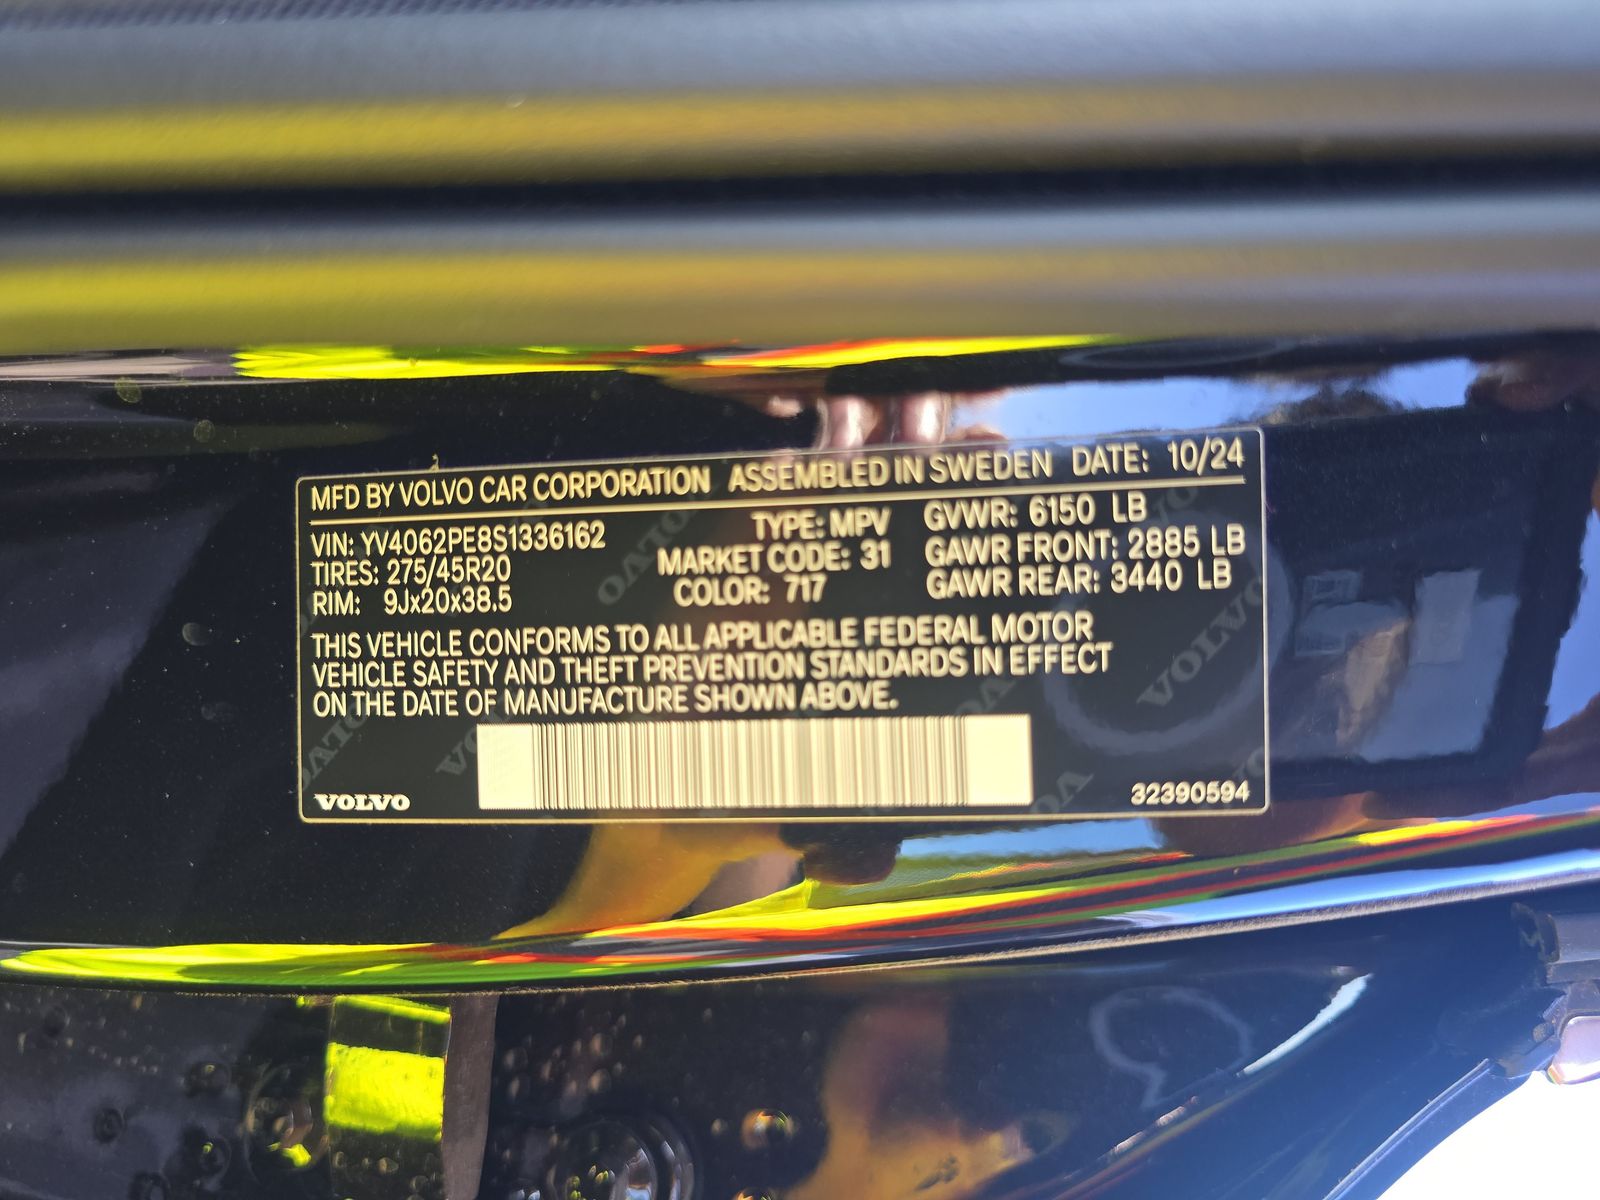 MFD BY VOLVO CAR CORPORATION ASSEMBLED IN SWEDEN DATE: 10/24
VIN: YV4062PE8S1336162 TYPE: MPV GVWR: 6150 LB
TIRES: 275/45R20 MARKET CODE: 31 GAWR FRONT: 2885 LB
RIM: 9Jx20x38.5 COLOR: 717 GAWR REAR: 3440 LB
THIS VEHICLE CONFORMS TO ALL APPLICABLE FEDERAL MOTOR
VEHICLE SAFETY AND THEFT PREVENTION STANDARDS IN EFFECT
ON THE DATE OF MANUFACTURE SHOWN ABOVE.
VOLVO 32390594